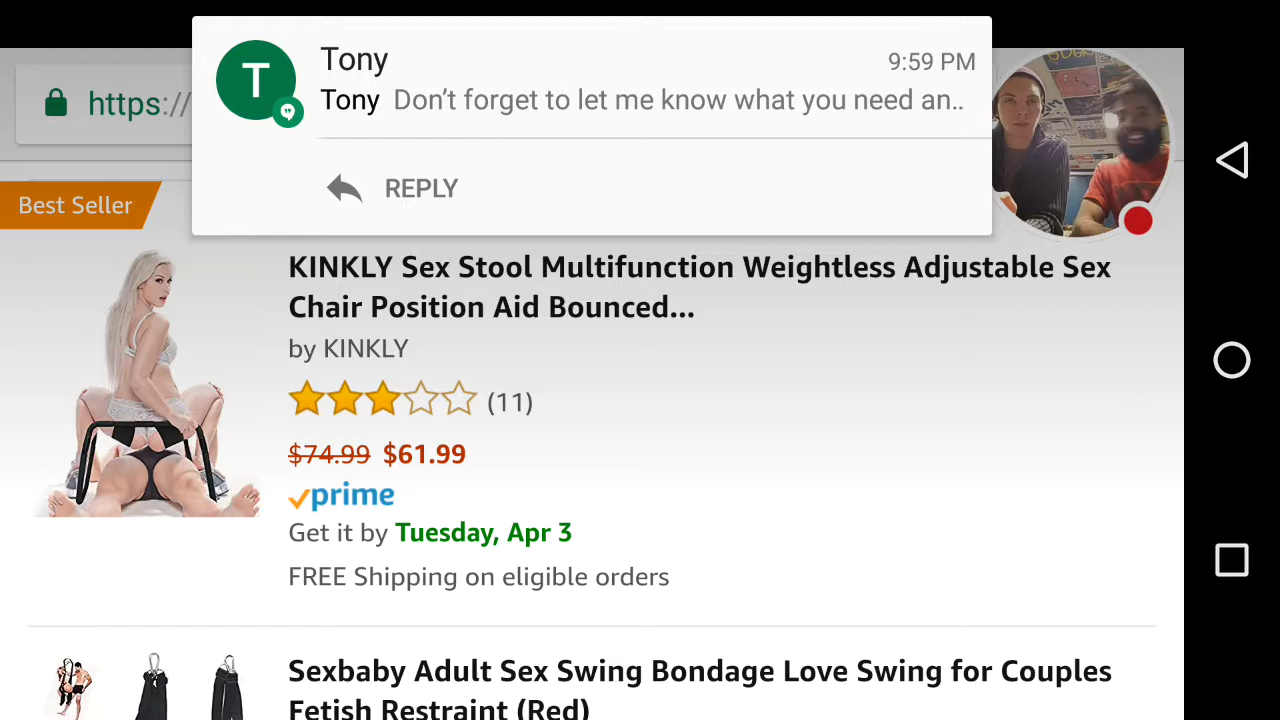 Tony
9:59 PM
Tony Don't forget to let me know what you need an..
REPLY
https://
Best Seller
KINKLY Sex Stool Multifunction Weightless Adjustable Sex
Chair Position Aid Bounced...
by KINKLY
(11)
$74.99 $61.99
prime
Get it by Tuesday, Apr 3
FREE Shipping on eligible orders
Sexbaby Adult Sex Swing Bondage Love Swing for Couples
Fetish Restraint (Red)